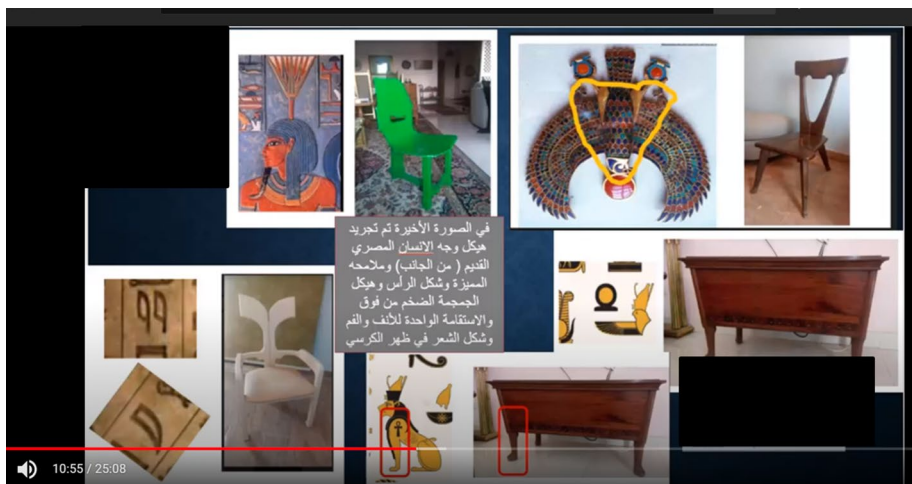 في الصورة الأخيرة تم تجريد
هيكل وجه الإنسان المصري
القديم ( من الجانب) وملامحه
المميزة وشكل الرأس وهيكل
الجمجمة الضخم من فوق
والاستقامة الواحدة للأنف والفم
وشكل الشعر في ظهر الكرسي
10:55 / 25:08